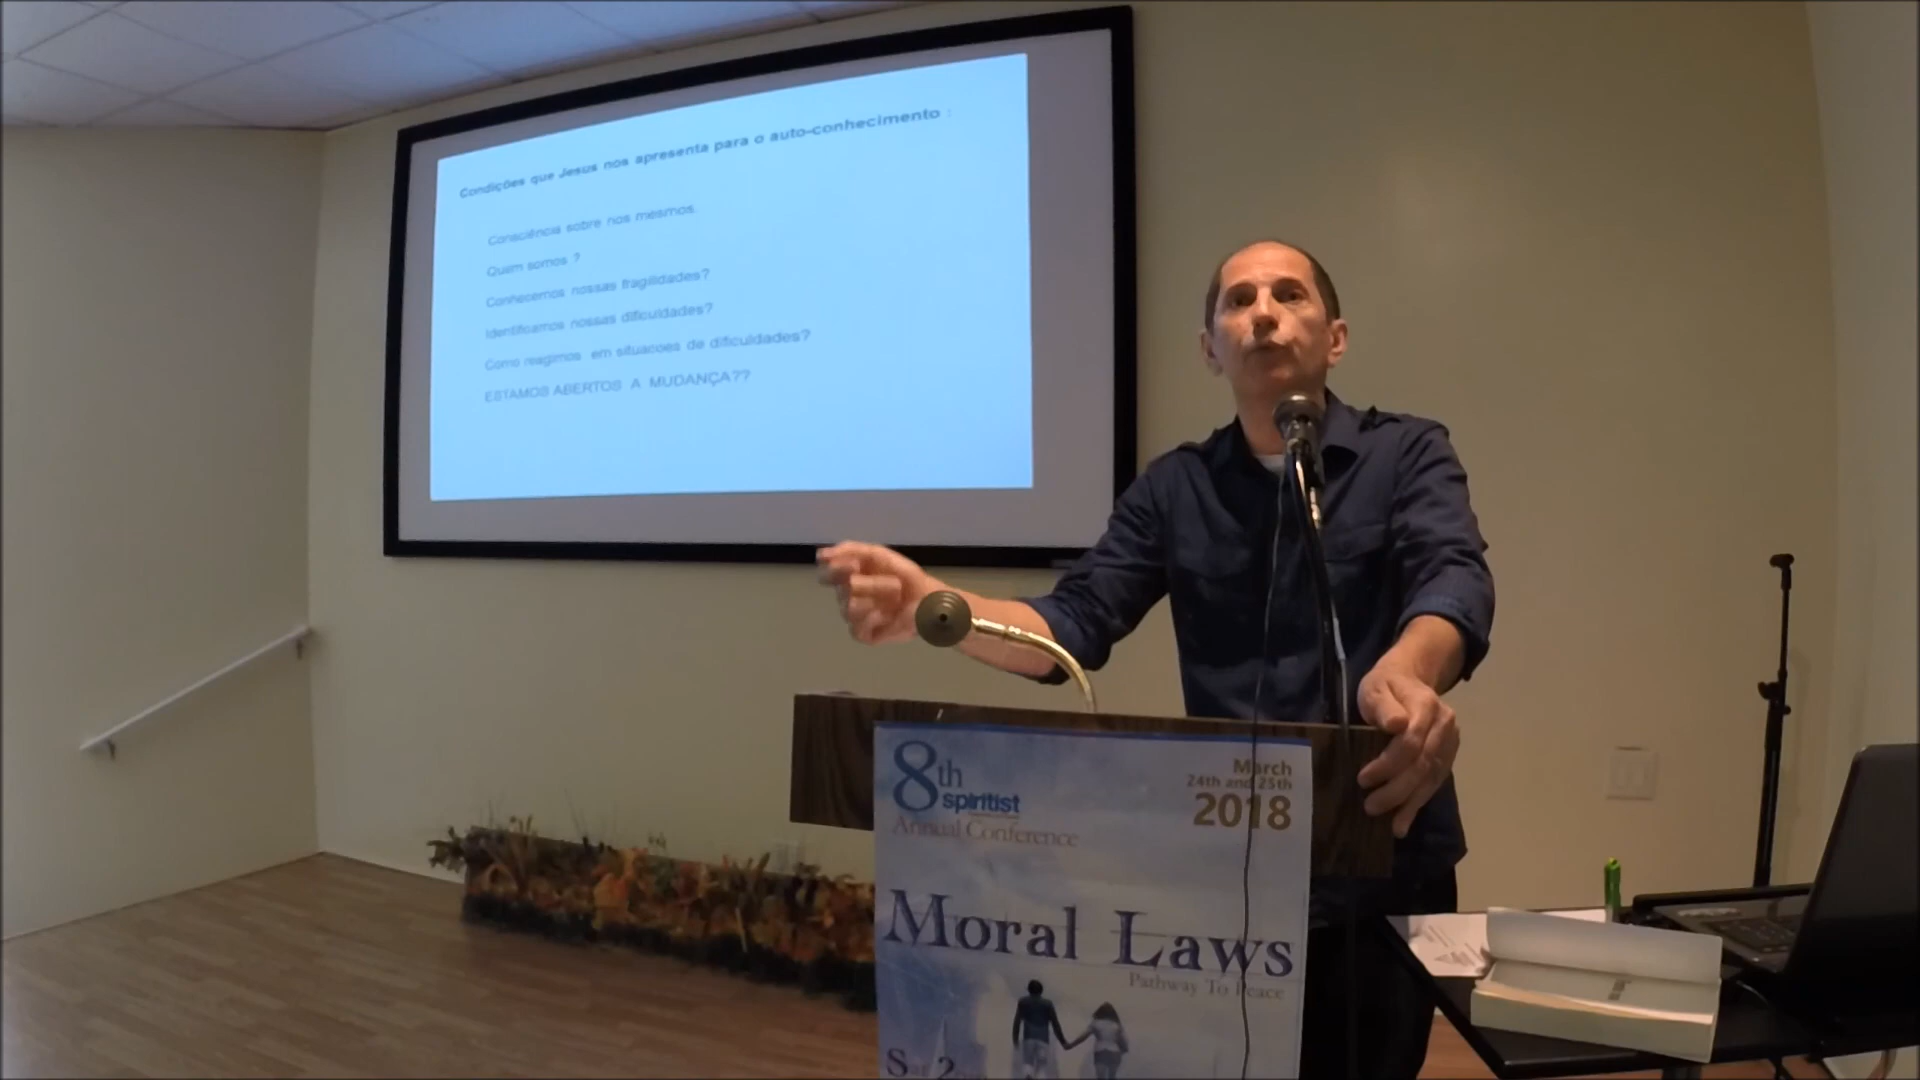 Condições que Jesus nos apresenta para o auto-conhecimento :
Consciência sobre nos mesmos.
Quem somos ?
Conhecemos nossas fragilidades?
Identificamos nossas dificuldades?
Como reagimos em situacoes de dificuldades?
ESTAMOS ABERTOS A MUDANÇA??
8th
spiritist
Annual Conference
March
24th and 25th
2018
Moral Laws
Pathway To Peace